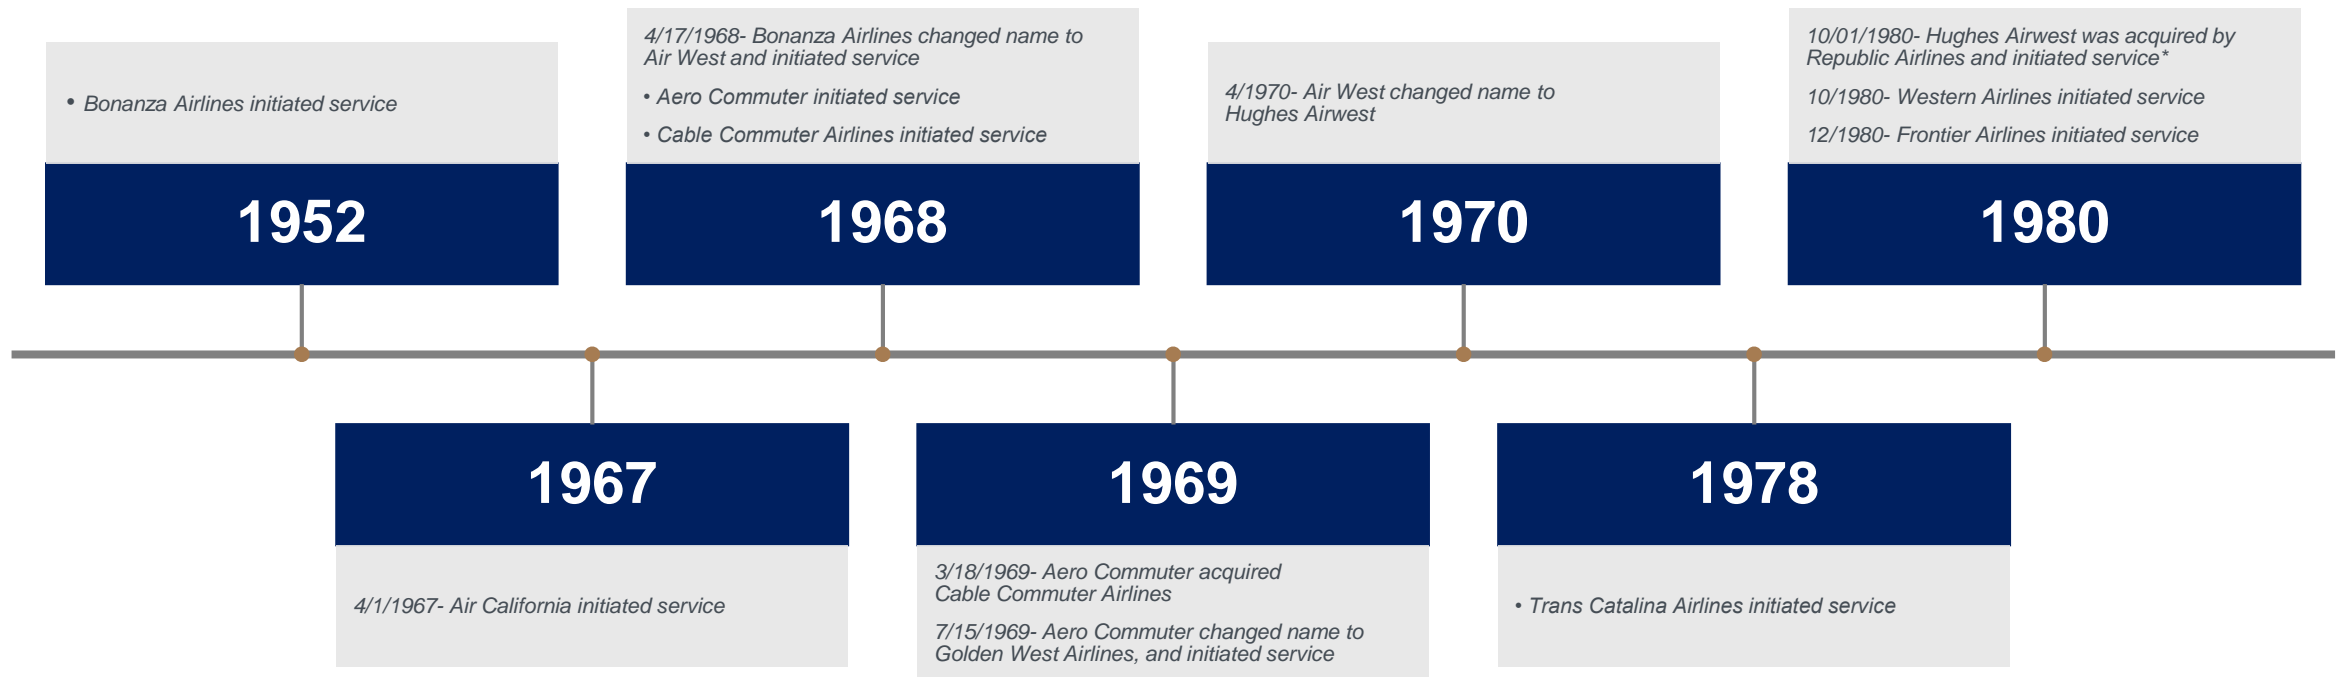 • Bonanza Airlines initiated service
1952
4/17/1968- Bonanza Airlines changed name to
Air West and initiated service
• Aero Commuter initiated service
• Cable Commuter Airlines initiated service
1968
4/1970- Air West changed name to
Hughes Airwest
1970
10/01/1980- Hughes Airwest was acquired by
Republic Airlines and initiated service*
10/1980- Western Airlines initiated service
12/1980- Frontier Airlines initiated service
1980
1967
4/1/1967- Air California initiated service
1969
3/18/1969- Aero Commuter acquired
Cable Commuter Airlines
7/15/1969- Aero Commuter changed name to
Golden West Airlines, and initiated service
1978
• Trans Catalina Airlines initiated service